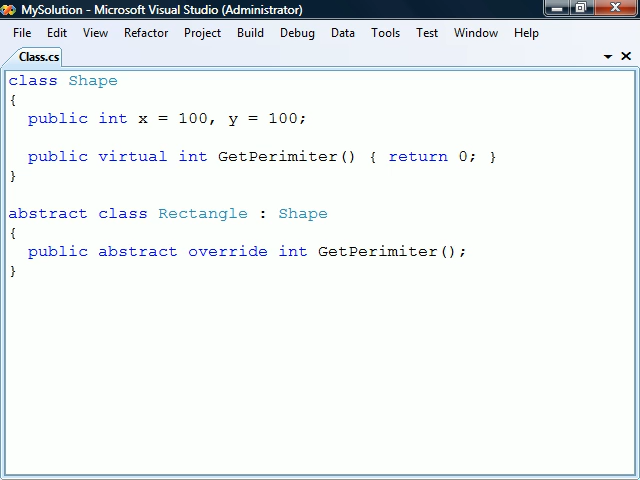 MySolution - Microsoft Visual Studio (Administrator)
File Edit View Refactor Project Build Debug Data Tools Test Window Help
Class.cs
class Shape
{
  public int x = 100, y = 100;
  public virtual int GetPerimiter() { return 0; }
}
abstract class Rectangle : Shape
{
  public abstract override int GetPerimiter();
}